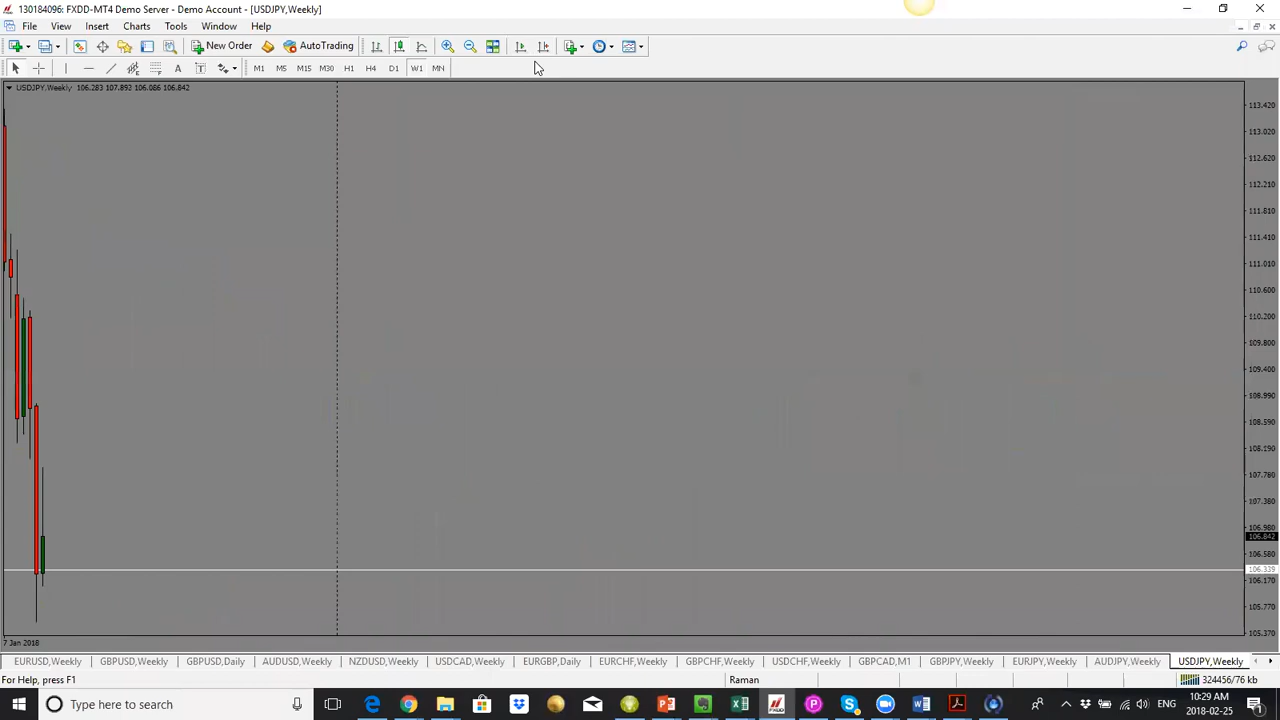 130184096: FXDD-MT4 Demo Server - Demo Account - [USDJPY,Weekly]
File View Insert Charts Tools Window Help
New Order AutoTrading
A T M1 M5 M15 M30 H1 H4 D1 W1 MN
USDJPY,Weekly 106.283 107.892 106.086 106.842
113.420
113.020
112.620
112.210
111.810
111.410
111.010
110.600
110.200
109.800
109.400
108.990
108.590
108.190
107.780
107.380
106.980
106.842
106.580
106.339
106.170
105.770
105.370
7 Jan 2018
EURUSD,Weekly GBPUSD,Weekly GBPUSD,Daily AUDUSD,Weekly NZDUSD,Weekly USDCAD,Weekly EURGBP,Daily EURCHF,Weekly GBPCHF,Weekly USDCHF,Weekly GBPCAD,M1 GBPJPY,Weekly EURJPY,Weekly AUDJPY,Weekly USDJPY,Weekly
For Help, press F1 Raman 324456/76 kb
Type here to search ENG 10:29 AM
2018-02-25